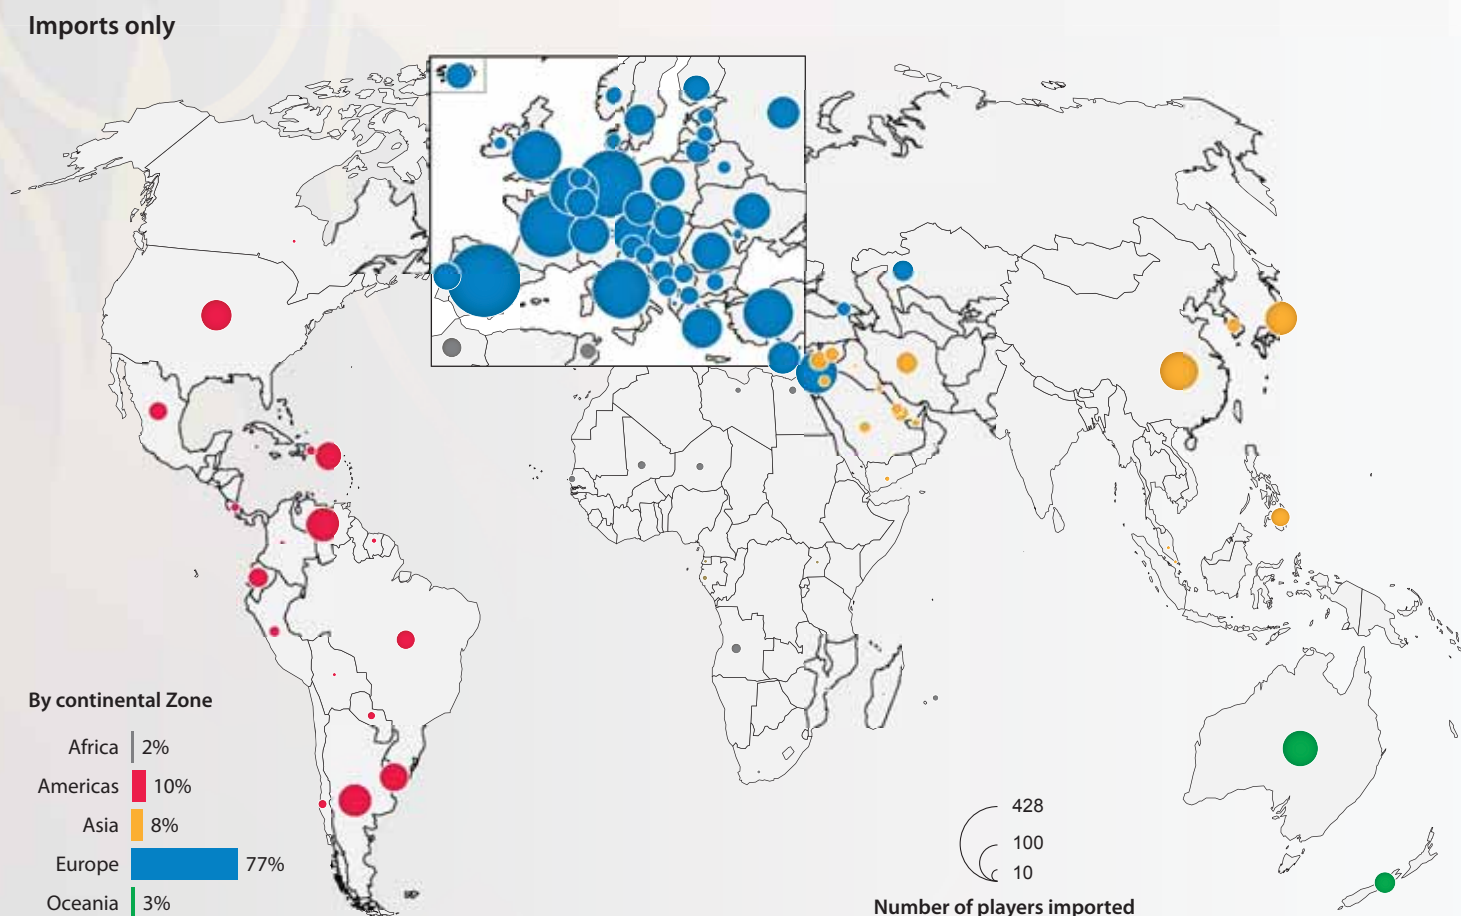 Imports only
By continental Zone
Africa 2%
Americas 10%
Asia 8%
Europe 77%
Oceania 3%
428
100
10
Number of players imported